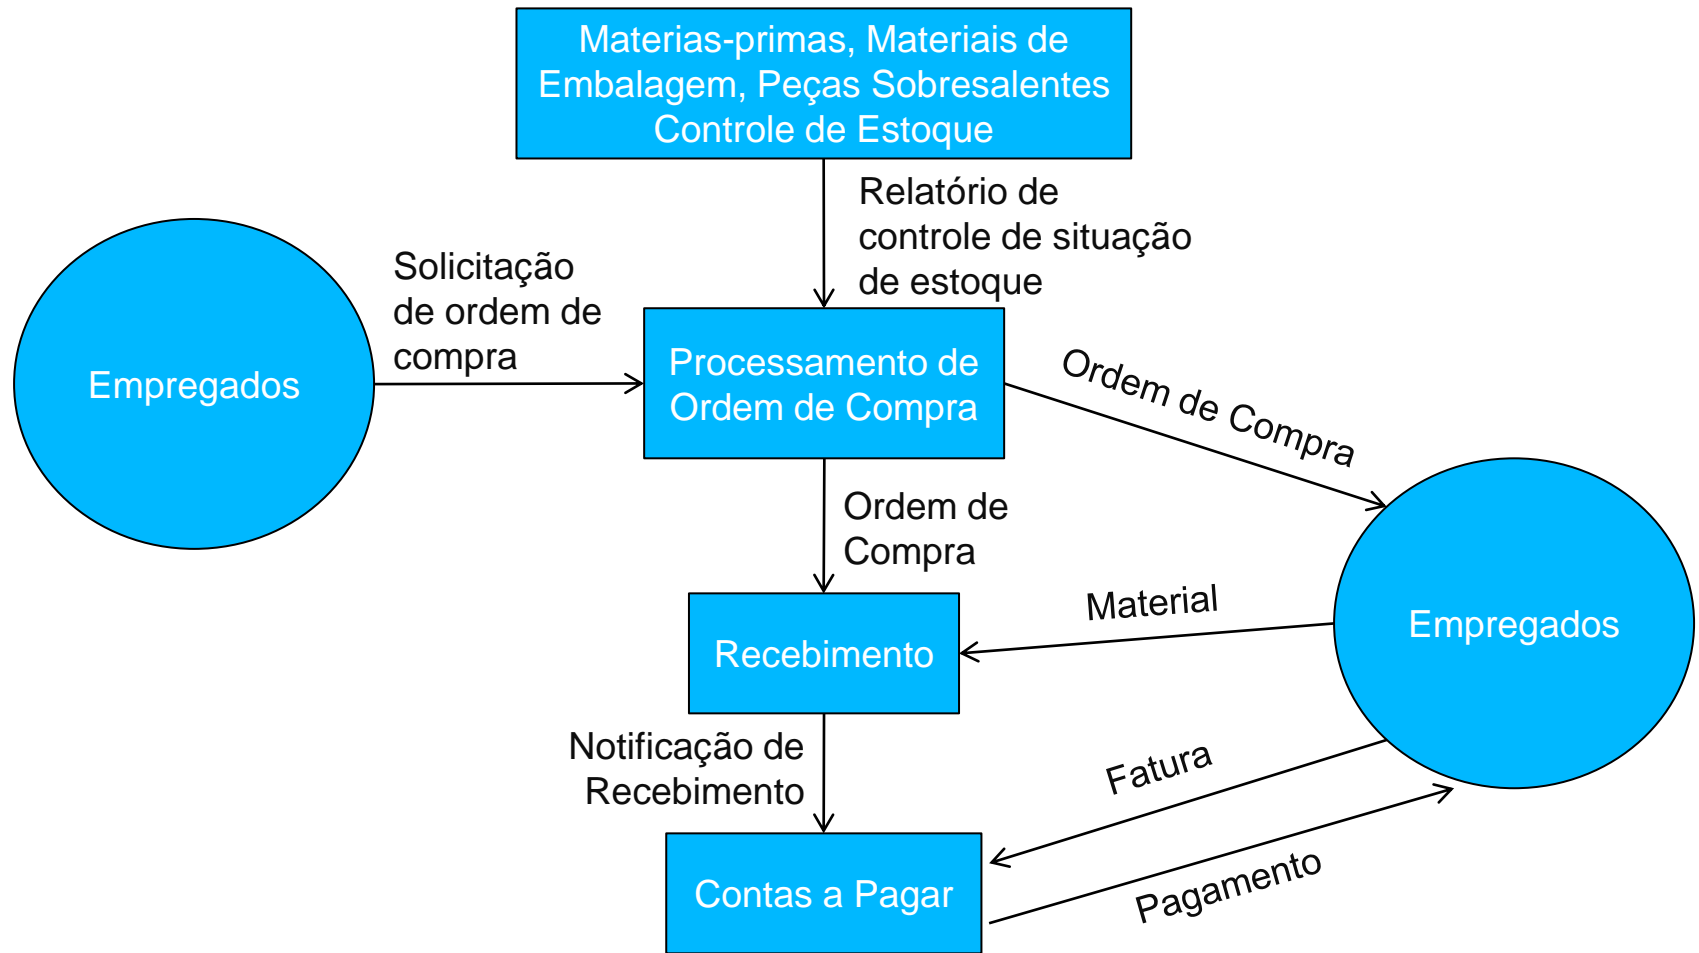 Materias-primas, Materiais de
Embalagem, Peças Sobresalentes
Controle de Estoque
Relatório de
controle de situação
de estoque
Solicitação
de ordem de
compra
Empregados
Processamento de
Ordem de Compra
Ordem de Compra
Ordem de
Compra
Material
Empregados
Recebimento
Notificação de
Recebimento
Fatura
Contas a Pagar
Pagamento